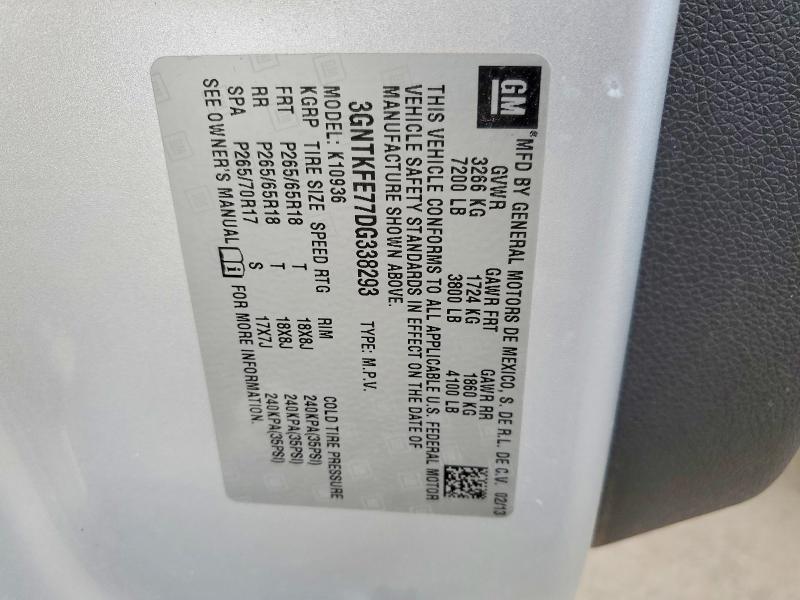 GM
®
MFD BY GENERAL MOTORS DE MEXICO, S. DE R.L. DE C.V. 02/13
GVWR GAWR FRT GAWR RR
3266 KG 1724 KG 1860 KG
7200 LB 3800 LB 4100 LB
THIS VEHICLE CONFORMS TO ALL APPLICABLE U.S. FEDERAL MOTOR
VEHICLE SAFETY STANDARDS IN EFFECT ON THE DATE OF
MANUFACTURE SHOWN ABOVE.
3GNTKFE77DG338293 TYPE: M.P.V.
MODEL: K10936
KGRP TIRE SIZE SPEED RTG RIM COLD TIRE PRESSURE
FRT P265/65R18 T 18X8J 240KPA(35PSI)
RR P265/65R18 T 18X8J 240KPA(35PSI)
SPA P265/70R17 S 17X7J 240KPA(35PSI)
SEE OWNER'S MANUAL FOR MORE INFORMATION.